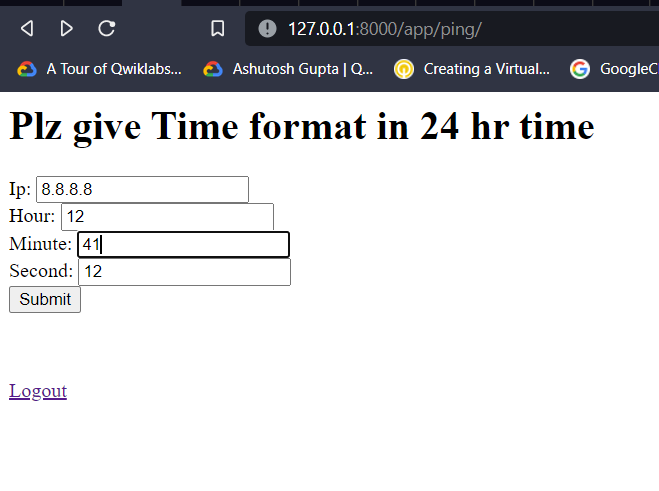 127.0.0.1:8000/app/ping/
A Tour of Qwiklabs... Ashutosh Gupta | Q... Creating a Virtual... GoogleC
Plz give Time format in 24 hr time
Ip: 8.8.8.8
Hour: 12
Minute: 41
Second: 12
Submit
Logout